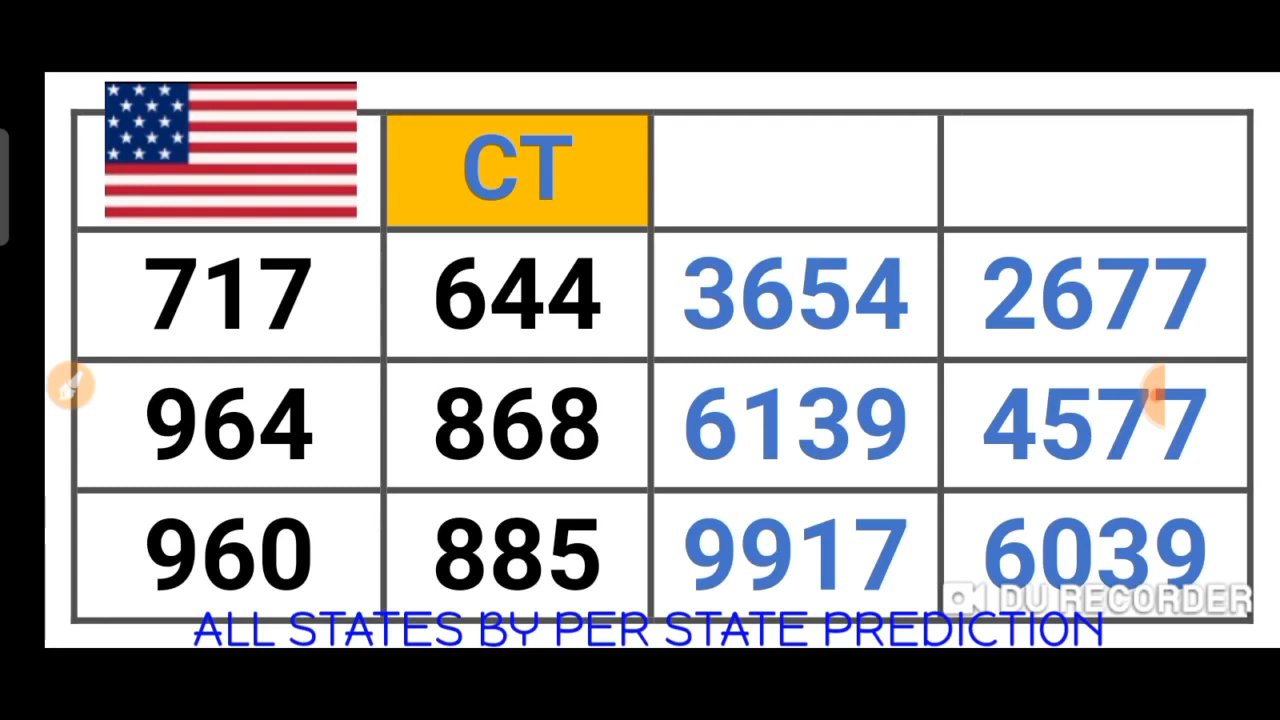 CT
717 644 3654 2677
964 868 6139 4577
960 885 9917 6039
DU RECORDER
ALL STATES BY PER STATE PREDICTION